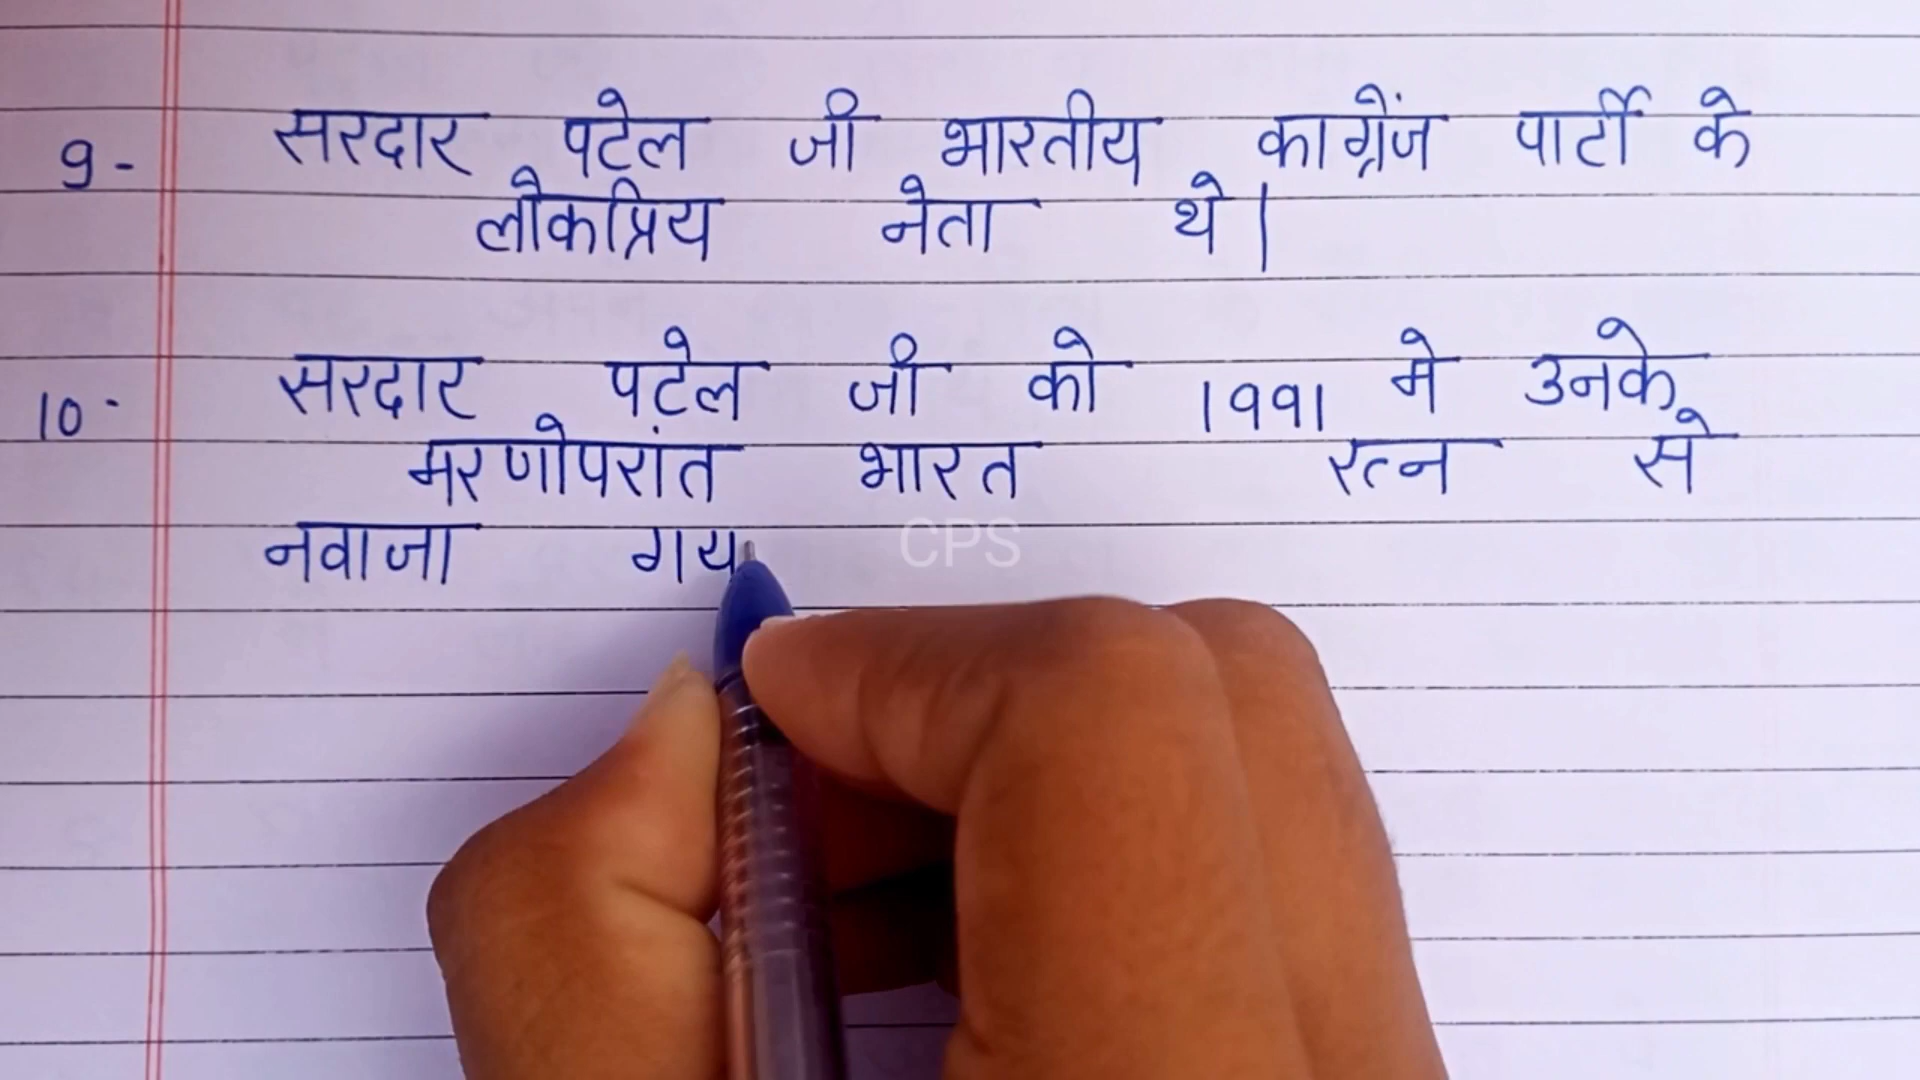 9- सरदार पटेल जी भारतीय काग्रेंज पार्टी के
लोकप्रिय नेता थे|
10- सरदार पटेल जी को 1991 मे उनके
मरणोपरांत भारत रत्न से
नवाजा गय
CPS